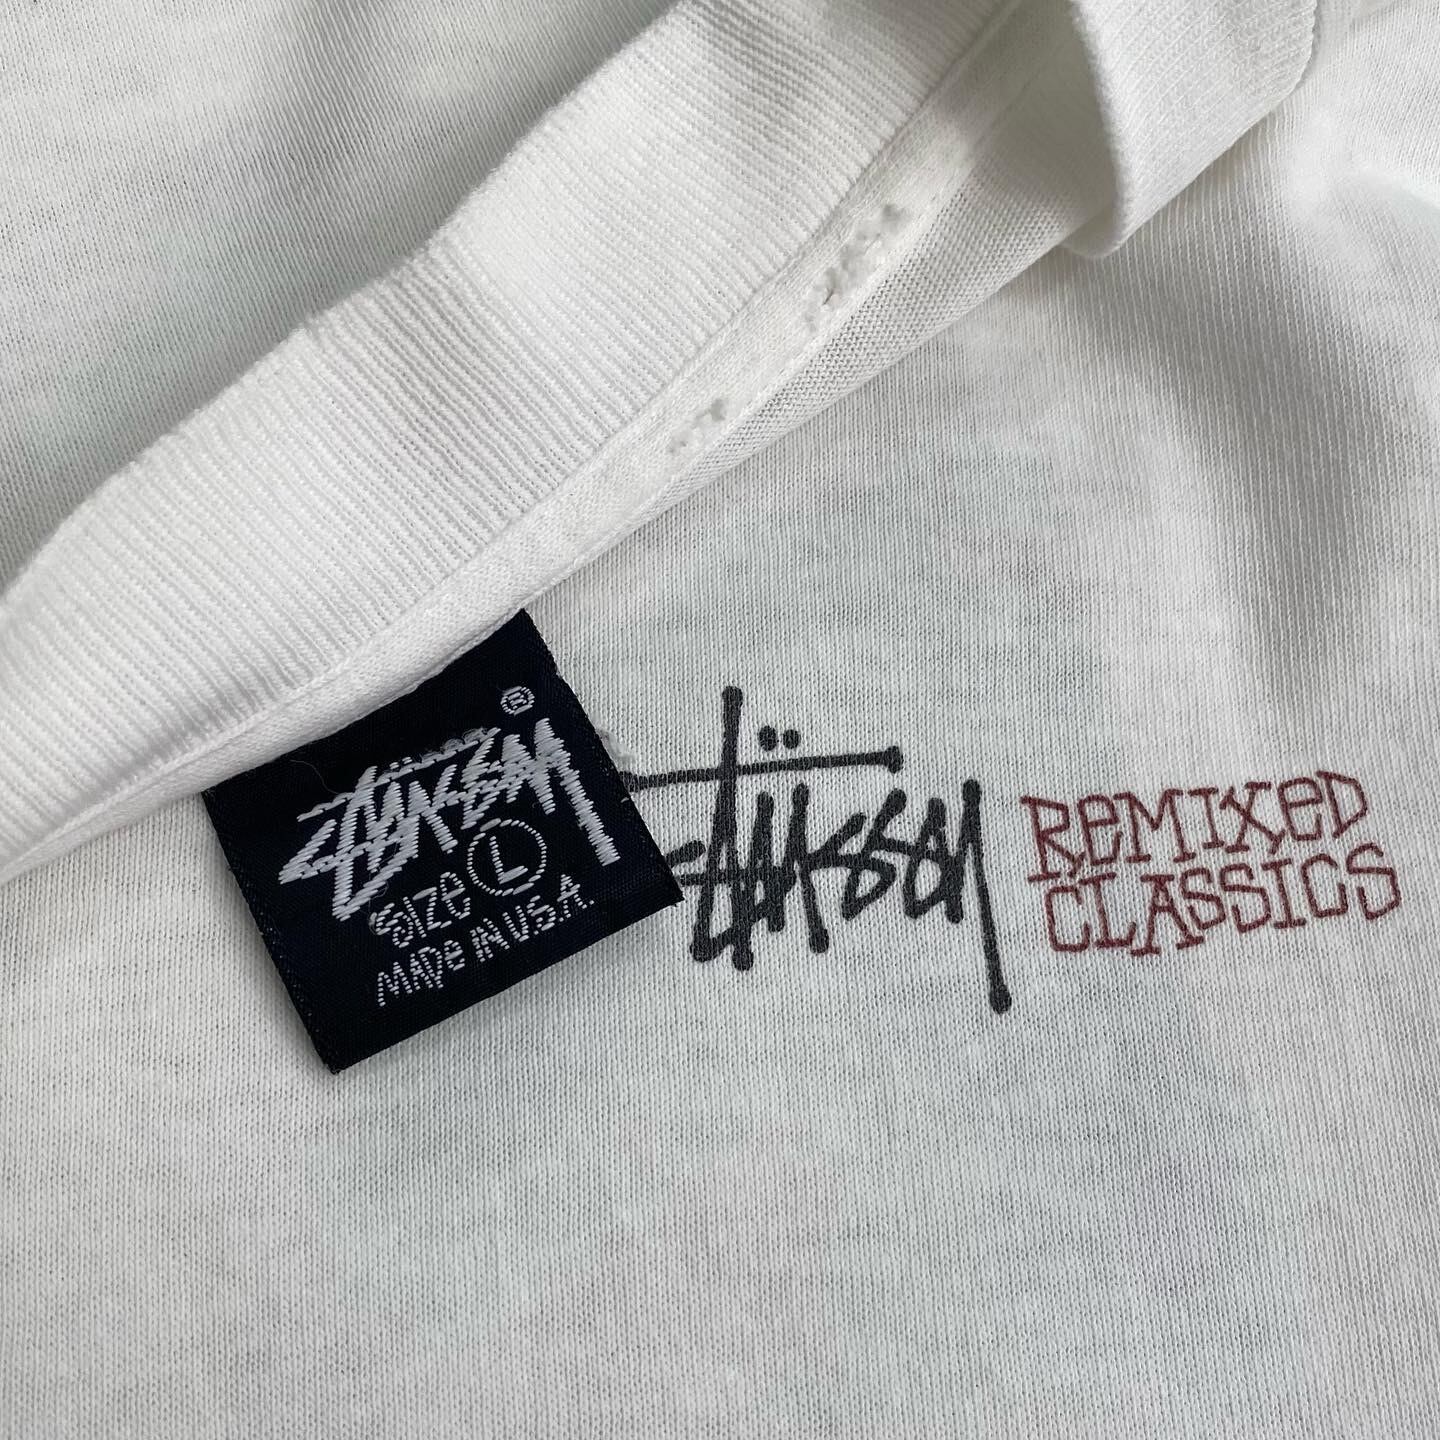 Stüssy ®
SIZE L
MADE IN U.S.A.
Stüssy
REMIXED
CLASSICS